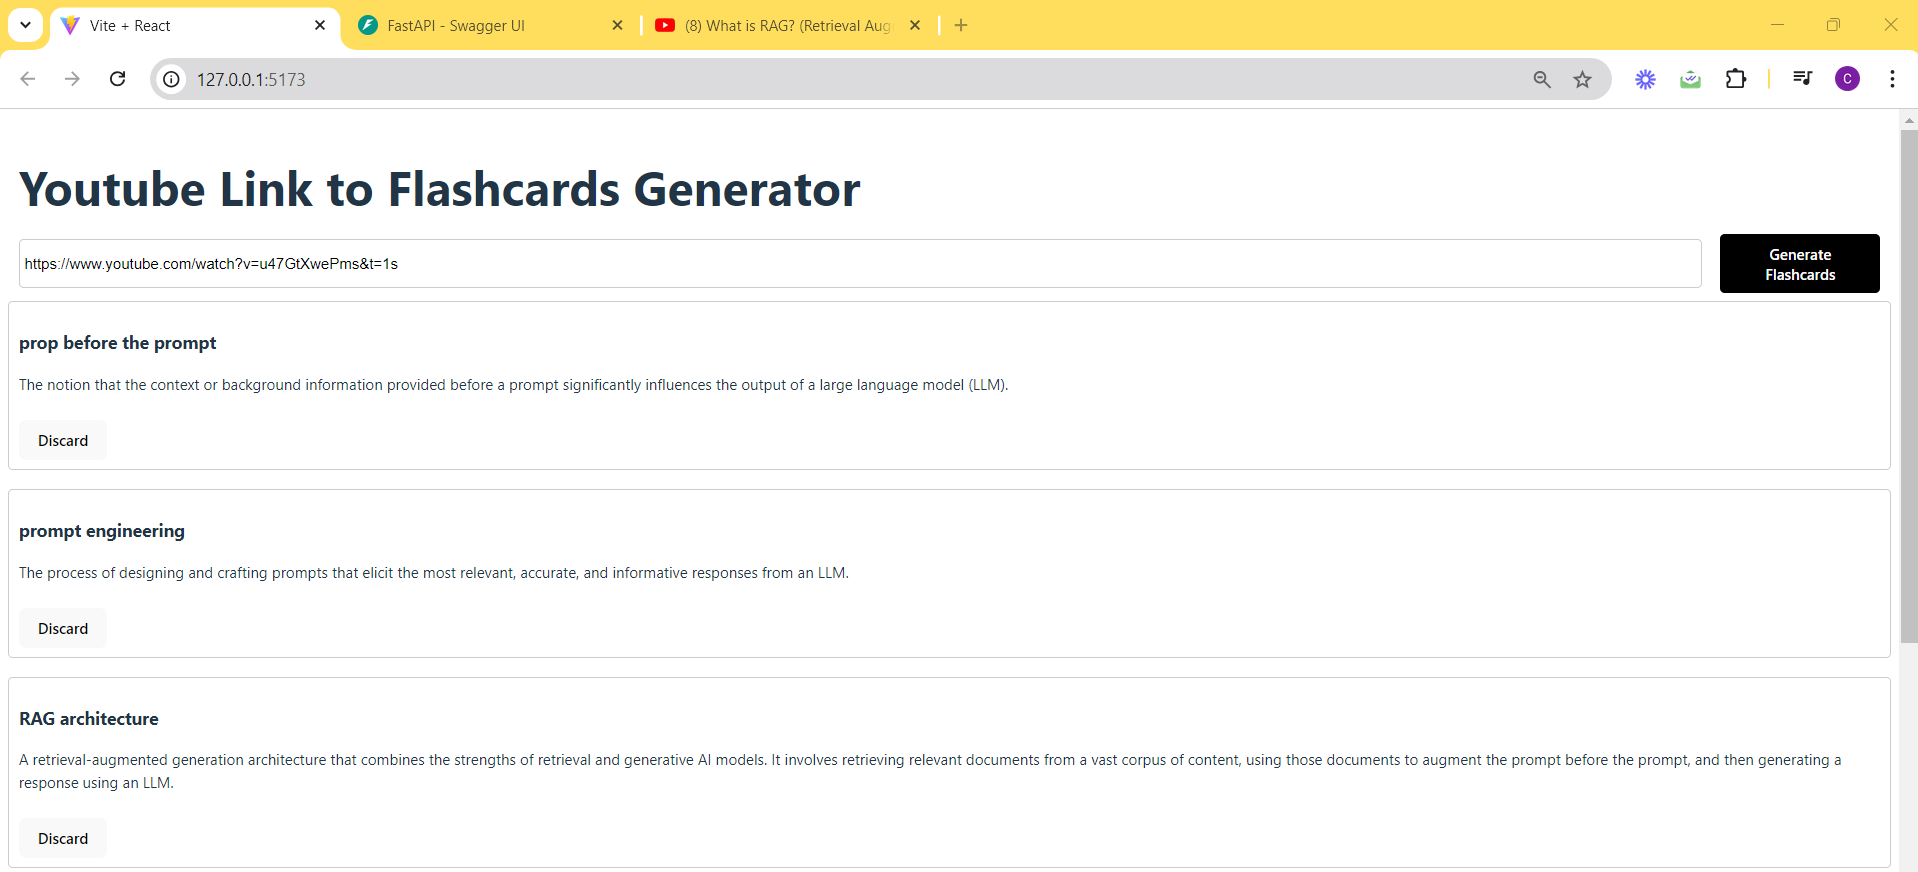 Vite + React
FastAPI - Swagger UI
(8) What is RAG? (Retrieval Aug
127.0.0.1:5173
C
Youtube Link to Flashcards Generator
https://www.youtube.com/watch?v=u47GtXwePms&t=1s
Generate
Flashcards
prop before the prompt
The notion that the context or background information provided before a prompt significantly influences the output of a large language model (LLM).
Discard
prompt engineering
The process of designing and crafting prompts that elicit the most relevant, accurate, and informative responses from an LLM.
Discard
RAG architecture
A retrieval-augmented generation architecture that combines the strengths of retrieval and generative AI models. It involves retrieving relevant documents from a vast corpus of content, using those documents to augment the prompt before the prompt, and then generating a
response using an LLM.
Discard